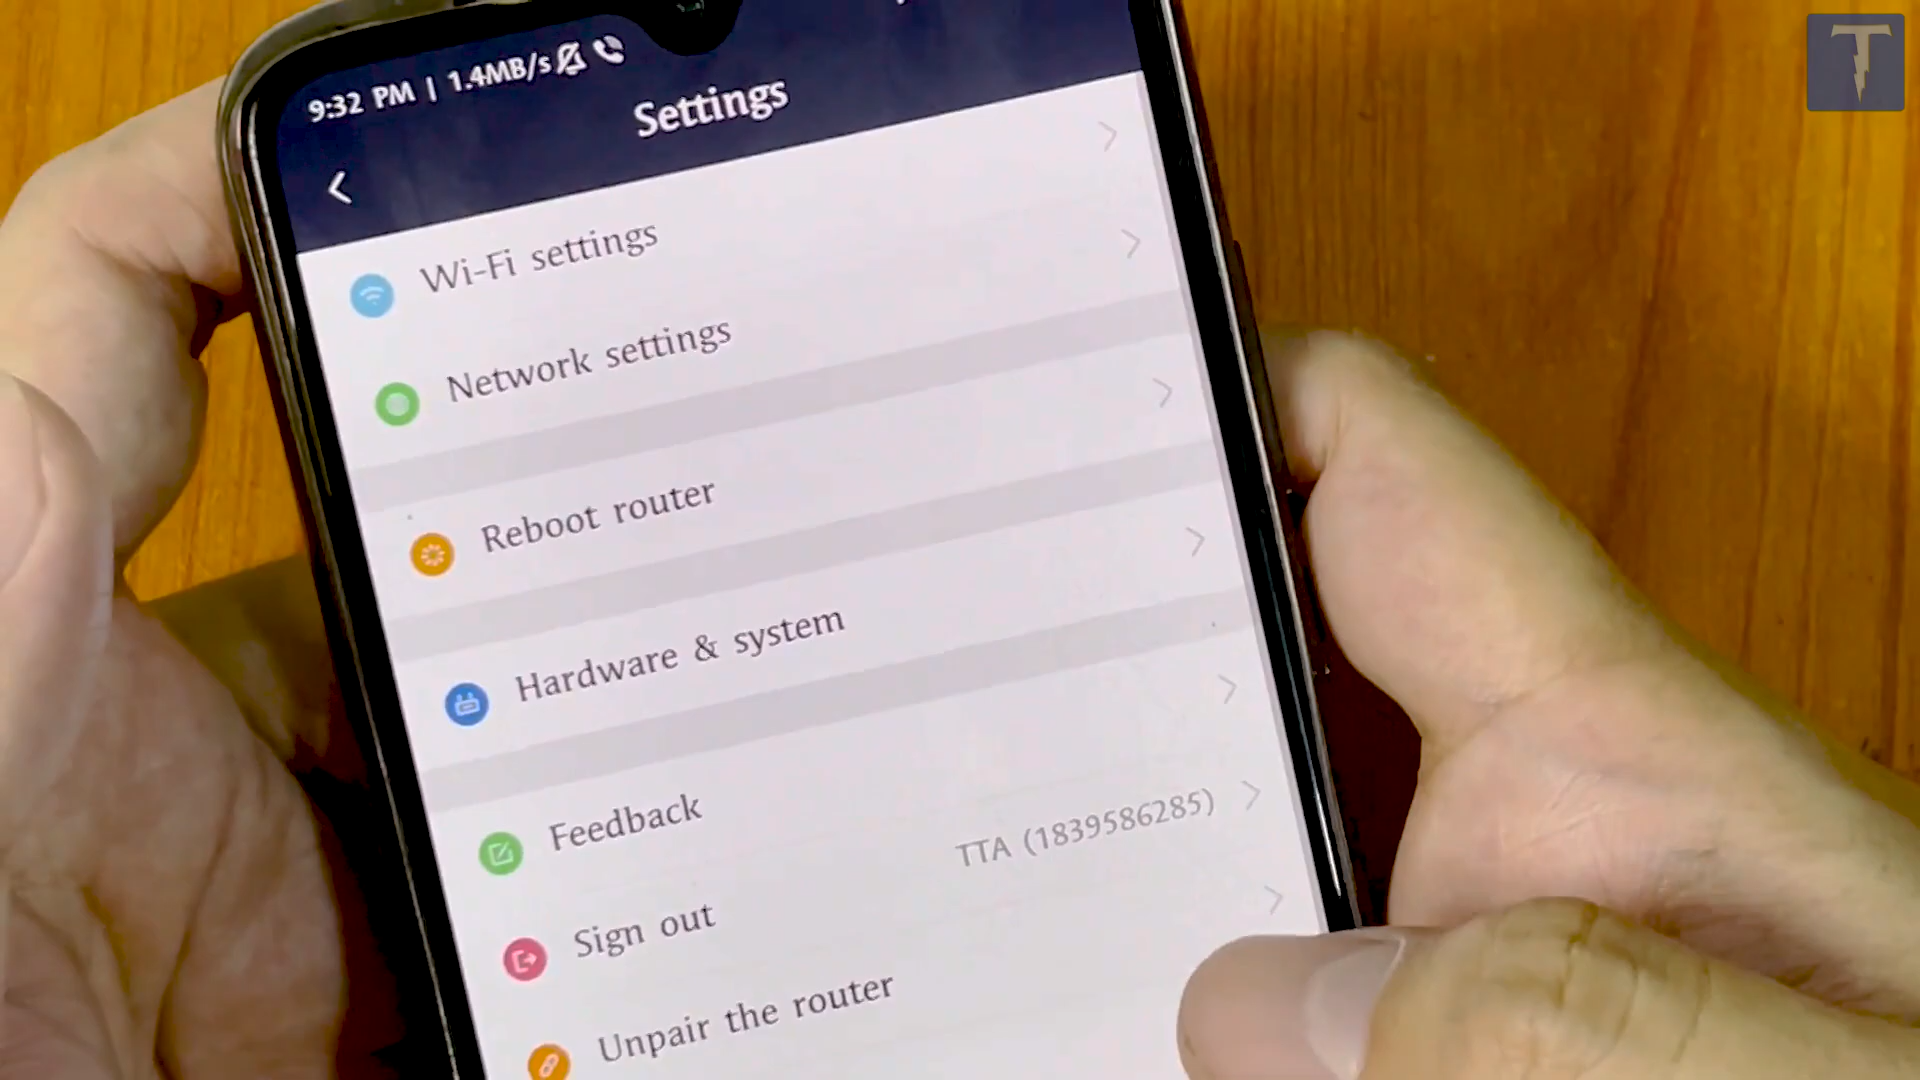 9:32 PM | 1.4MB/s
Settings
Wi-Fi settings
Network settings
Reboot router
Hardware & system
Feedback
Sign out TTA (1839586285)
Unpair the router
T